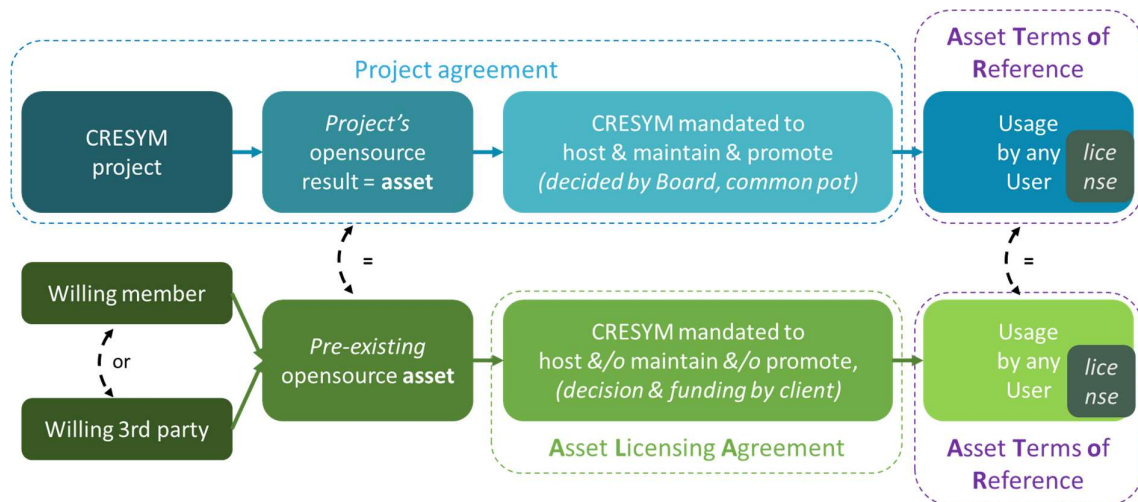 Project agreement
Asset Terms of
Reference
CRESYM
project
Project's
opensource
result = asset
CRESYM mandated to
host & maintain & promote
(decided by Board, common pot)
Usage
by any
User
lice
nse
=
=
Willing member
or
Willing 3rd party
Pre-existing
opensource asset
CRESYM mandated to
host &/o maintain &/o promote,
(decision & funding by client)
Usage
by any
User
lice
nse
Asset Licensing Agreement
Asset Terms of
Reference